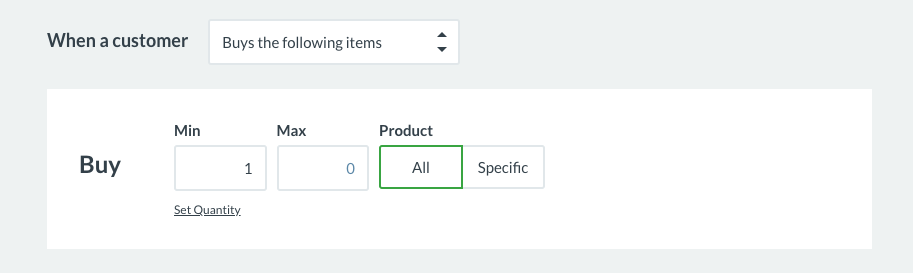 When a customer Buys the following items
Min Max Product
Buy 1 0 All Specific
Set Quantity